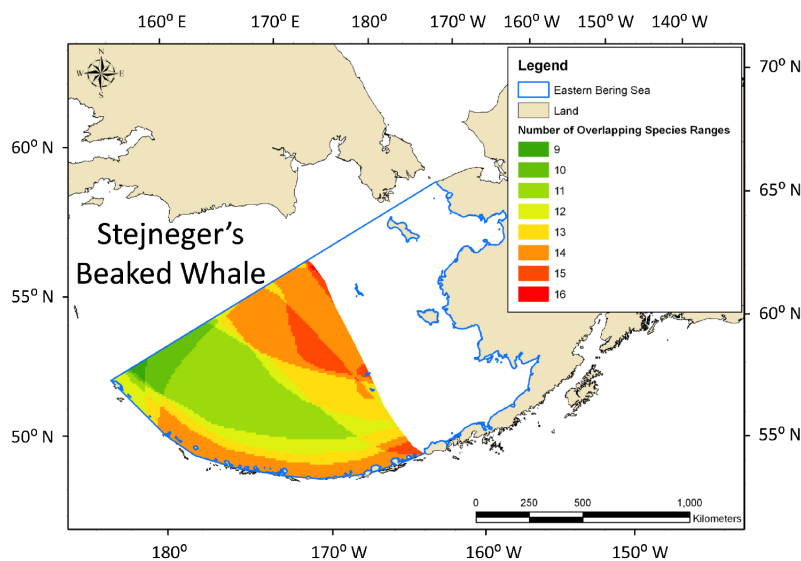 160° E 170° E 180° 170° W 160° W 150° W 140° W
N
W E
S
70° N
65° N
60° N
55° N
60° N
55° N
50° N
Stejneger's
Beaked Whale
Legend
Eastern Bering Sea
Land
Number of Overlapping Species Ranges
9
10
11
12
13
14
15
16
0 250 500 1,000
Kilometers
180° 170° W 160° W 150° W